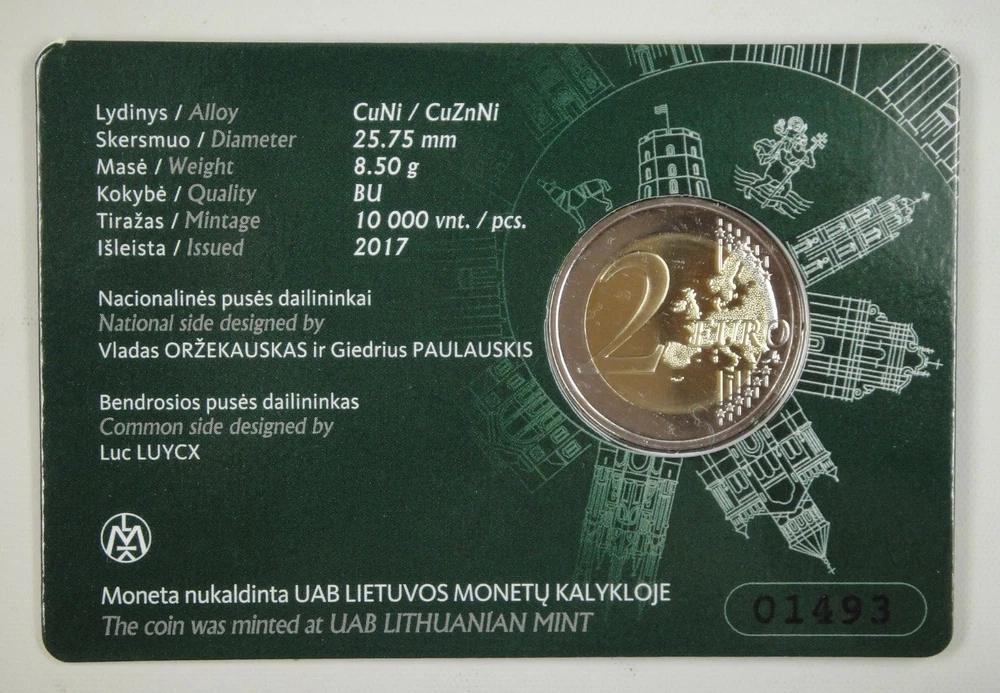 Lydinys / Alloy CuNi / CuZnNi
Skersmuo / Diameter 25.75 mm
Masė / Weight 8.50 g
Kokybė / Quality BU
Tiražas / Mintage 10 000 vnt. / pcs.
Išleista / Issued 2017
Nacionalinės pusės dailininkai
National side designed by
Vladas ORŽEKAUSKAS ir Giedrius PAULAUSKIS
Bendrosios pusės dailininkas
Common side designed by
Luc LUYCX
2 EURO
LL
LMK
Moneta nukaldinta UAB LIETUVOS MONETŲ KALYKLOJE
The coin was minted at UAB LITHUANIAN MINT
01493